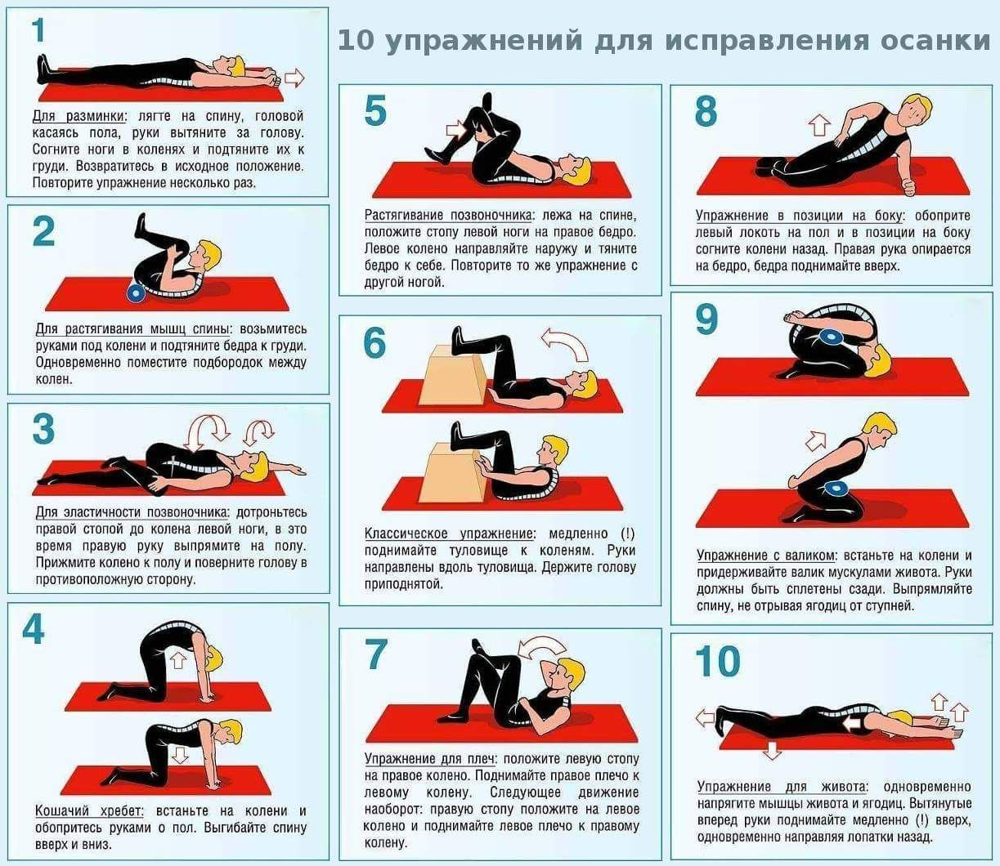 10 упражнений для исправления осанки
1
Для разминки: лягте на спину, головой
касаясь пола, руки вытяните за голову.
Согните ноги в коленях и подтяните их к
груди. Возвратитесь в исходное положение.
Повторите упражнение несколько раз.
2
Для растягивания мышц спины: возьмитесь
руками под колени и подтяните бедра к груди.
Одновременно поместите подбородок между
колен.
3
Для эластичности позвоночника: дотроньтесь
правой стопой до колена левой ноги, в это
время правую руку выпрямите на полу.
Прижмите колено к полу и поверните голову в
противоположную сторону.
4
Кошачий хребет: встаньте на колени и
обопритесь руками о пол. Выгибайте спину
вверх и вниз.
5
Растягивание позвоночника: лежа на спине,
положите стопу левой ноги на правое бедро.
Левое колено направляйте наружу и тяните
бедро к себе. Повторите то же упражнение с
другой ногой.
6
Классическое упражнение: медленно (!)
поднимайте туловище к коленям. Руки
направлены вдоль туловища. Держите голову
приподнятой.
7
Упражнение для плеч: положите левую стопу
на правое колено. Поднимайте правое плечо к
левому колену. Следующее движение
наоборот: правую стопу положите на левое
колено и поднимайте левое плечо к правому
колену.
8
Упражнение в позиции на боку: обоприте
левый локоть на пол и в позиции на боку
согните колени назад. Правая рука опирается
на бедро, бедра поднимайте вверх.
9
Упражнение с валиком: встаньте на колени и
придерживайте валик мускулами живота. Руки
должны быть сплетены сзади. Выпрямляйте
спину, не отрывая ягодиц от ступней.
10
Упражнение для живота: одновременно
напрягите мышцы живота и ягодиц. Вытянутые
вперед руки поднимайте медленно (!) вверх,
одновременно направляя лопатки назад.